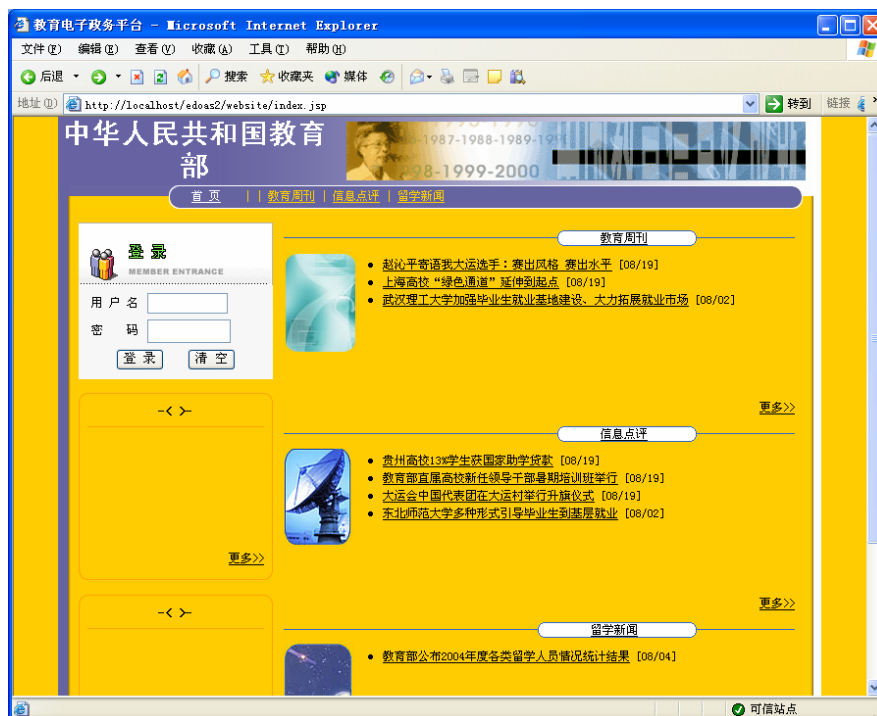 教育电子政务平台 - Microsoft Internet Explorer
文件(F) 编辑(E) 查看(V) 收藏(A) 工具(T) 帮助(H)
后退 搜索 收藏夹 媒体
地址(D) http://localhost/edoas2/website/index.jsp 转到 链接 »
中华人民共和国教育
部
-1987-1988-1989-19
98-1999-2000
首 页 | | 教育周刊 | 信息点评 | 留学新闻
登录
MEMBER ENTRANCE
用 户 名
密 码
登 录 清 空
-< >-
更多>>
-< >-
教育周刊
赵沁平寄语我大运选手：赛出风格 赛出水平 [08/19]
上海高校“绿色通道”延伸到起点 [08/19]
武汉理工大学加强毕业生就业基地建设、大力拓展就业市场 [08/02]
更多>>
信息点评
贵州高校13%学生获国家助学贷款 [08/19]
教育部直属高校新任领导干部暑期培训班举行 [08/19]
大运会中国代表团在大运村举行升旗仪式 [08/19]
东北师范大学多种形式引导毕业生到基层就业 [08/02]
更多>>
留学新闻
教育部公布2004年度各类留学人员情况统计结果 [08/04]
可信站点